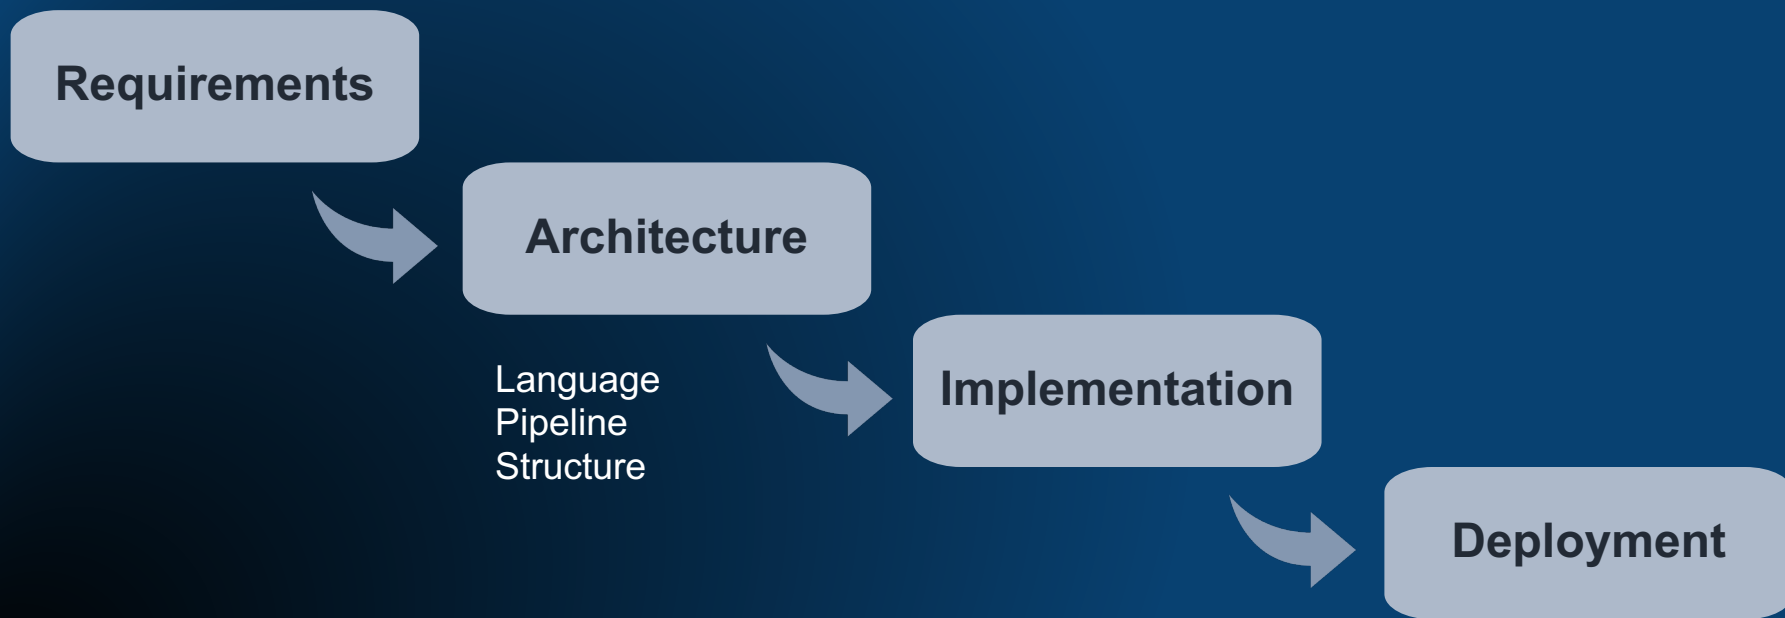 Requirements
Architecture
Language
Pipeline
Structure
Implementation
Deployment